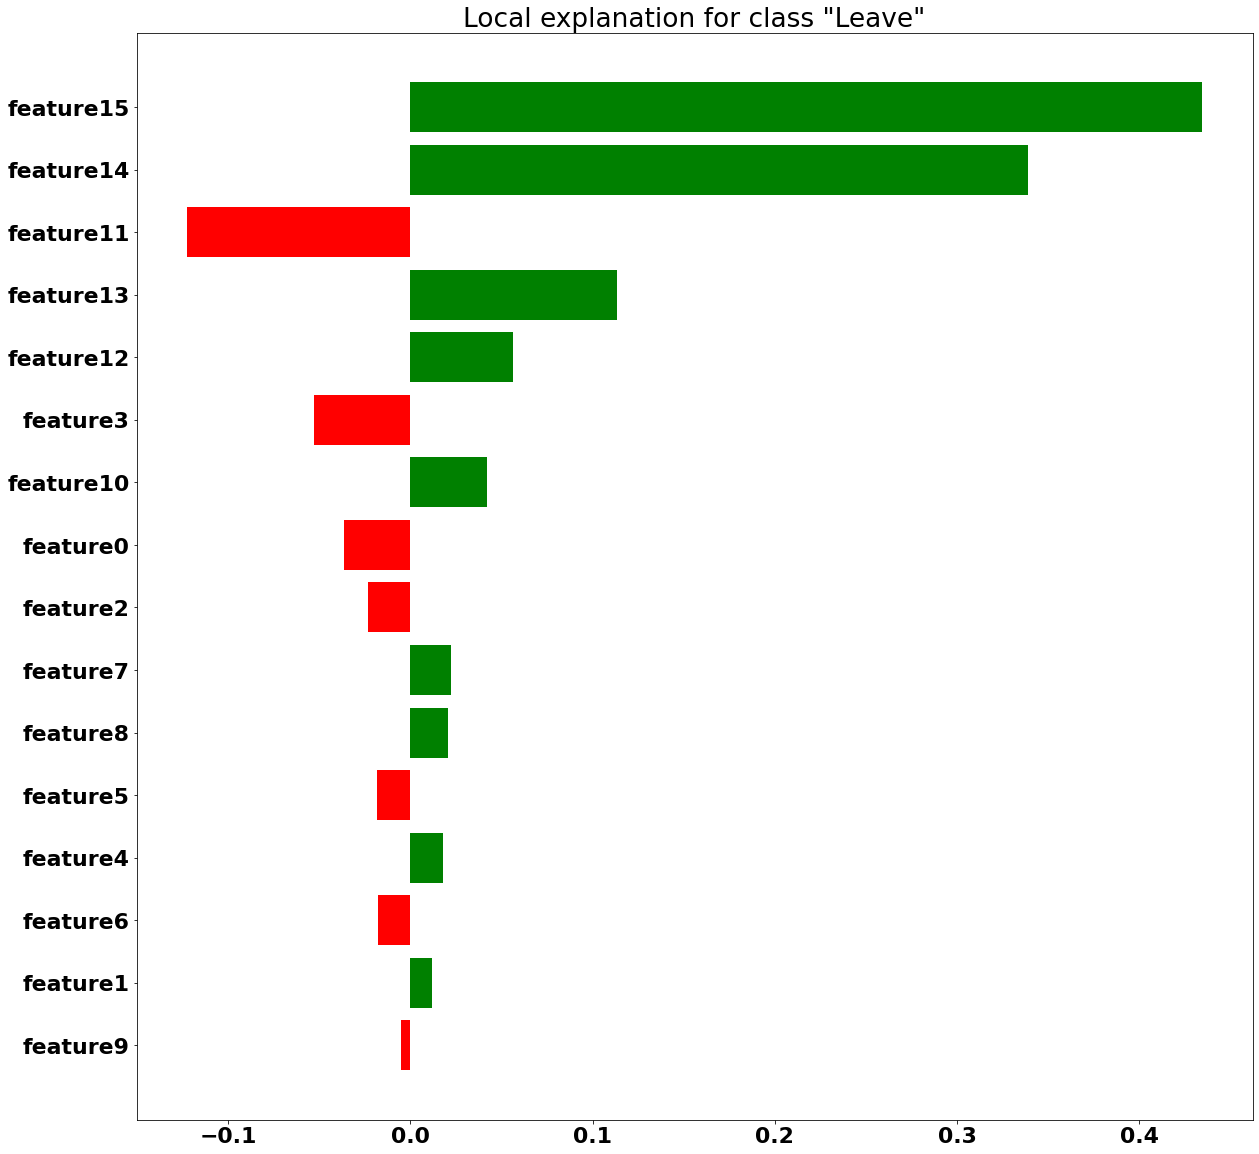 Local explanation for class "Leave"
feature15
feature14
feature11
feature13
feature12
feature3
feature10
feature0
feature2
feature7
feature8
feature5
feature4
feature6
feature1
feature9
−0.1 0.0 0.1 0.2 0.3 0.4